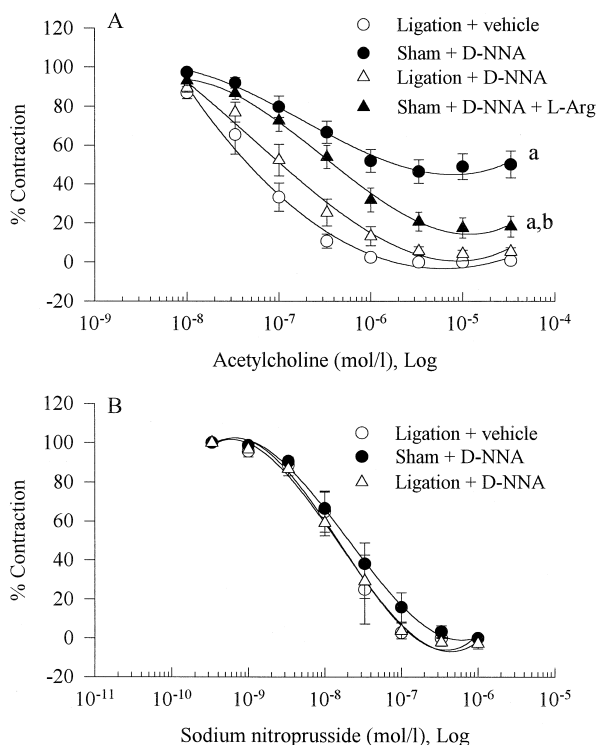 A
Ligation + vehicle
Sham + D-NNA
Ligation + D-NNA
Sham + D-NNA + L-Arg
120
100
80
60
40
20
0
-20
% Contraction
a
a,b
10-9
10-8
10-7
10-6
10-5
10-4
Acetylcholine (mol/l), Log
B
Ligation + vehicle
Sham + D-NNA
Ligation + D-NNA
120
100
80
60
40
20
0
-20
% Contraction
10-11
10-10
10-9
10-8
10-7
10-6
10-5
Sodium nitroprusside (mol/l), Log